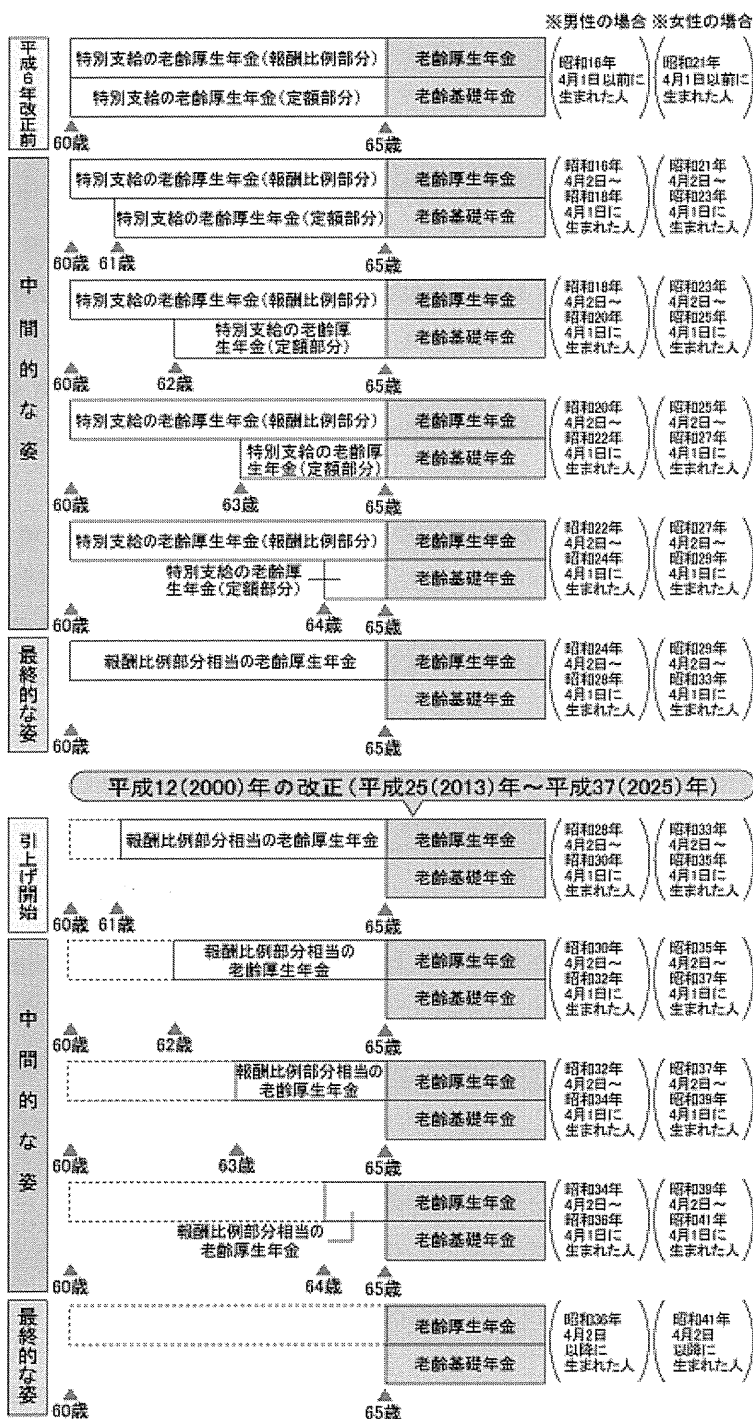 ※男性の場合 ※女性の場合
平成6年改正前
特別支給の老齢厚生年金(報酬比例部分)
老齢厚生年金
特別支給の老齢厚生年金(定額部分)
老齢基礎年金
昭和16年
4月1日以前に
生まれた人
昭和21年
4月1日以前に
生まれた人
60歳
65歳
中間的な姿
特別支給の老齢厚生年金(報酬比例部分)
老齢厚生年金
特別支給の老齢厚生年金(定額部分)
老齢基礎年金
昭和16年
4月2日～
昭和18年
4月1日に
生まれた人
昭和21年
4月2日～
昭和23年
4月1日に
生まれた人
60歳 61歳
65歳
特別支給の老齢厚生年金(報酬比例部分)
老齢厚生年金
特別支給の老齢厚
生年金(定額部分)
老齢基礎年金
昭和18年
4月2日～
昭和20年
4月1日に
生まれた人
昭和23年
4月2日～
昭和25年
4月1日に
生まれた人
60歳
62歳
65歳
特別支給の老齢厚生年金(報酬比例部分)
老齢厚生年金
特別支給の老齢厚
生年金(定額部分)
老齢基礎年金
昭和20年
4月2日～
昭和22年
4月1日に
生まれた人
昭和25年
4月2日～
昭和27年
4月1日に
生まれた人
60歳
63歳
65歳
特別支給の老齢厚生年金(報酬比例部分)
老齢厚生年金
特別支給の老齢厚
生年金(定額部分)
老齢基礎年金
昭和22年
4月2日～
昭和24年
4月1日に
生まれた人
昭和27年
4月2日～
昭和29年
4月1日に
生まれた人
60歳
64歳
65歳
最終的な姿
報酬比例部分相当の老齢厚生年金
老齢厚生年金
老齢基礎年金
昭和24年
4月2日～
昭和28年
4月1日に
生まれた人
昭和29年
4月2日～
昭和33年
4月1日に
生まれた人
60歳
65歳
平成12(2000)年の改正(平成25(2013)年～平成37(2025)年)
引上げ開始
報酬比例部分相当の老齢厚生年金
老齢厚生年金
老齢基礎年金
昭和28年
4月2日～
昭和30年
4月1日に
生まれた人
昭和33年
4月2日～
昭和35年
4月1日に
生まれた人
60歳 61歳
65歳
中間的な姿
報酬比例部分相当の
老齢厚生年金
老齢厚生年金
老齢基礎年金
昭和30年
4月2日～
昭和32年
4月1日に
生まれた人
昭和35年
4月2日～
昭和37年
4月1日に
生まれた人
60歳
62歳
65歳
報酬比例部分相当の
老齢厚生年金
老齢厚生年金
老齢基礎年金
昭和32年
4月2日～
昭和34年
4月1日に
生まれた人
昭和37年
4月2日～
昭和39年
4月1日に
生まれた人
60歳
63歳
65歳
報酬比例部分相当の
老齢厚生年金
老齢厚生年金
老齢基礎年金
昭和34年
4月2日～
昭和36年
4月1日に
生まれた人
昭和39年
4月2日～
昭和41年
4月1日に
生まれた人
60歳
64歳
65歳
最終的な姿
老齢厚生年金
老齢基礎年金
昭和36年
4月2日
以降に
生まれた人
昭和41年
4月2日
以降に
生まれた人
60歳
65歳